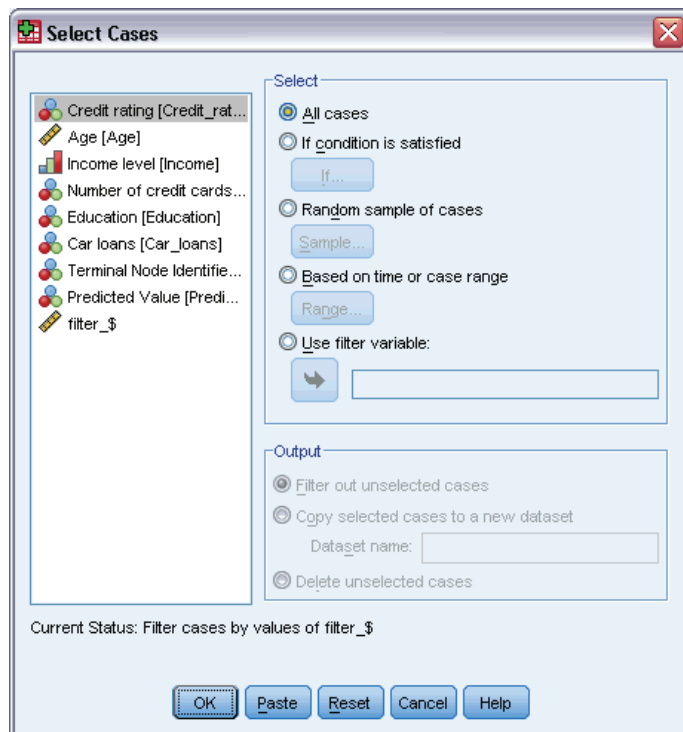 Select Cases
Credit rating [Credit_rat...
Age [Age]
Income level [Income]
Number of credit cards...
Education [Education]
Car loans [Car_loans]
Terminal Node Identifie...
Predicted Value [Predi...
filter_$
Select
All cases
If condition is satisfied
If...
Random sample of cases
Sample...
Based on time or case range
Range...
Use filter variable:
Output
Filter out unselected cases
Copy selected cases to a new dataset
Dataset name:
Delete unselected cases
Current Status: Filter cases by values of filter_$
OK Paste Reset Cancel Help